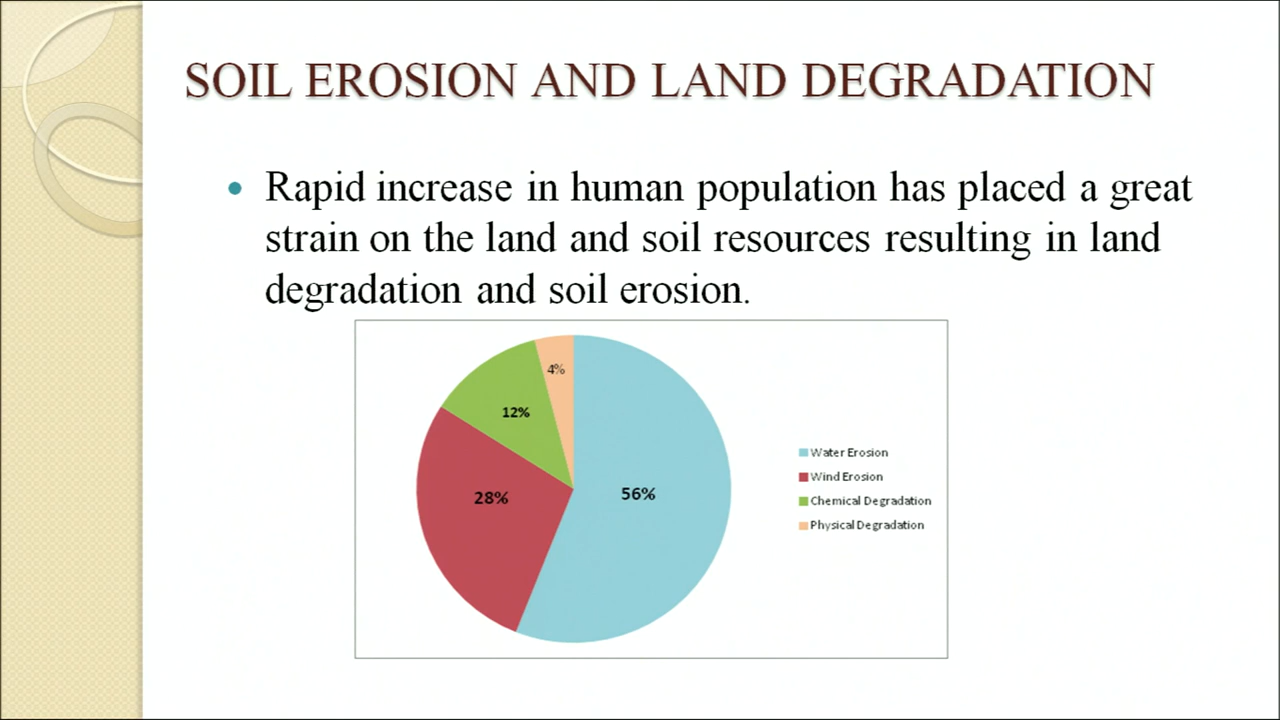 SOIL EROSION AND LAND DEGRADATION
Rapid increase in human population has placed a great
strain on the land and soil resources resulting in land
degradation and soil erosion.
4%
12%
28%
56%
Water Erosion
Wind Erosion
Chemical Degradation
Physical Degradation